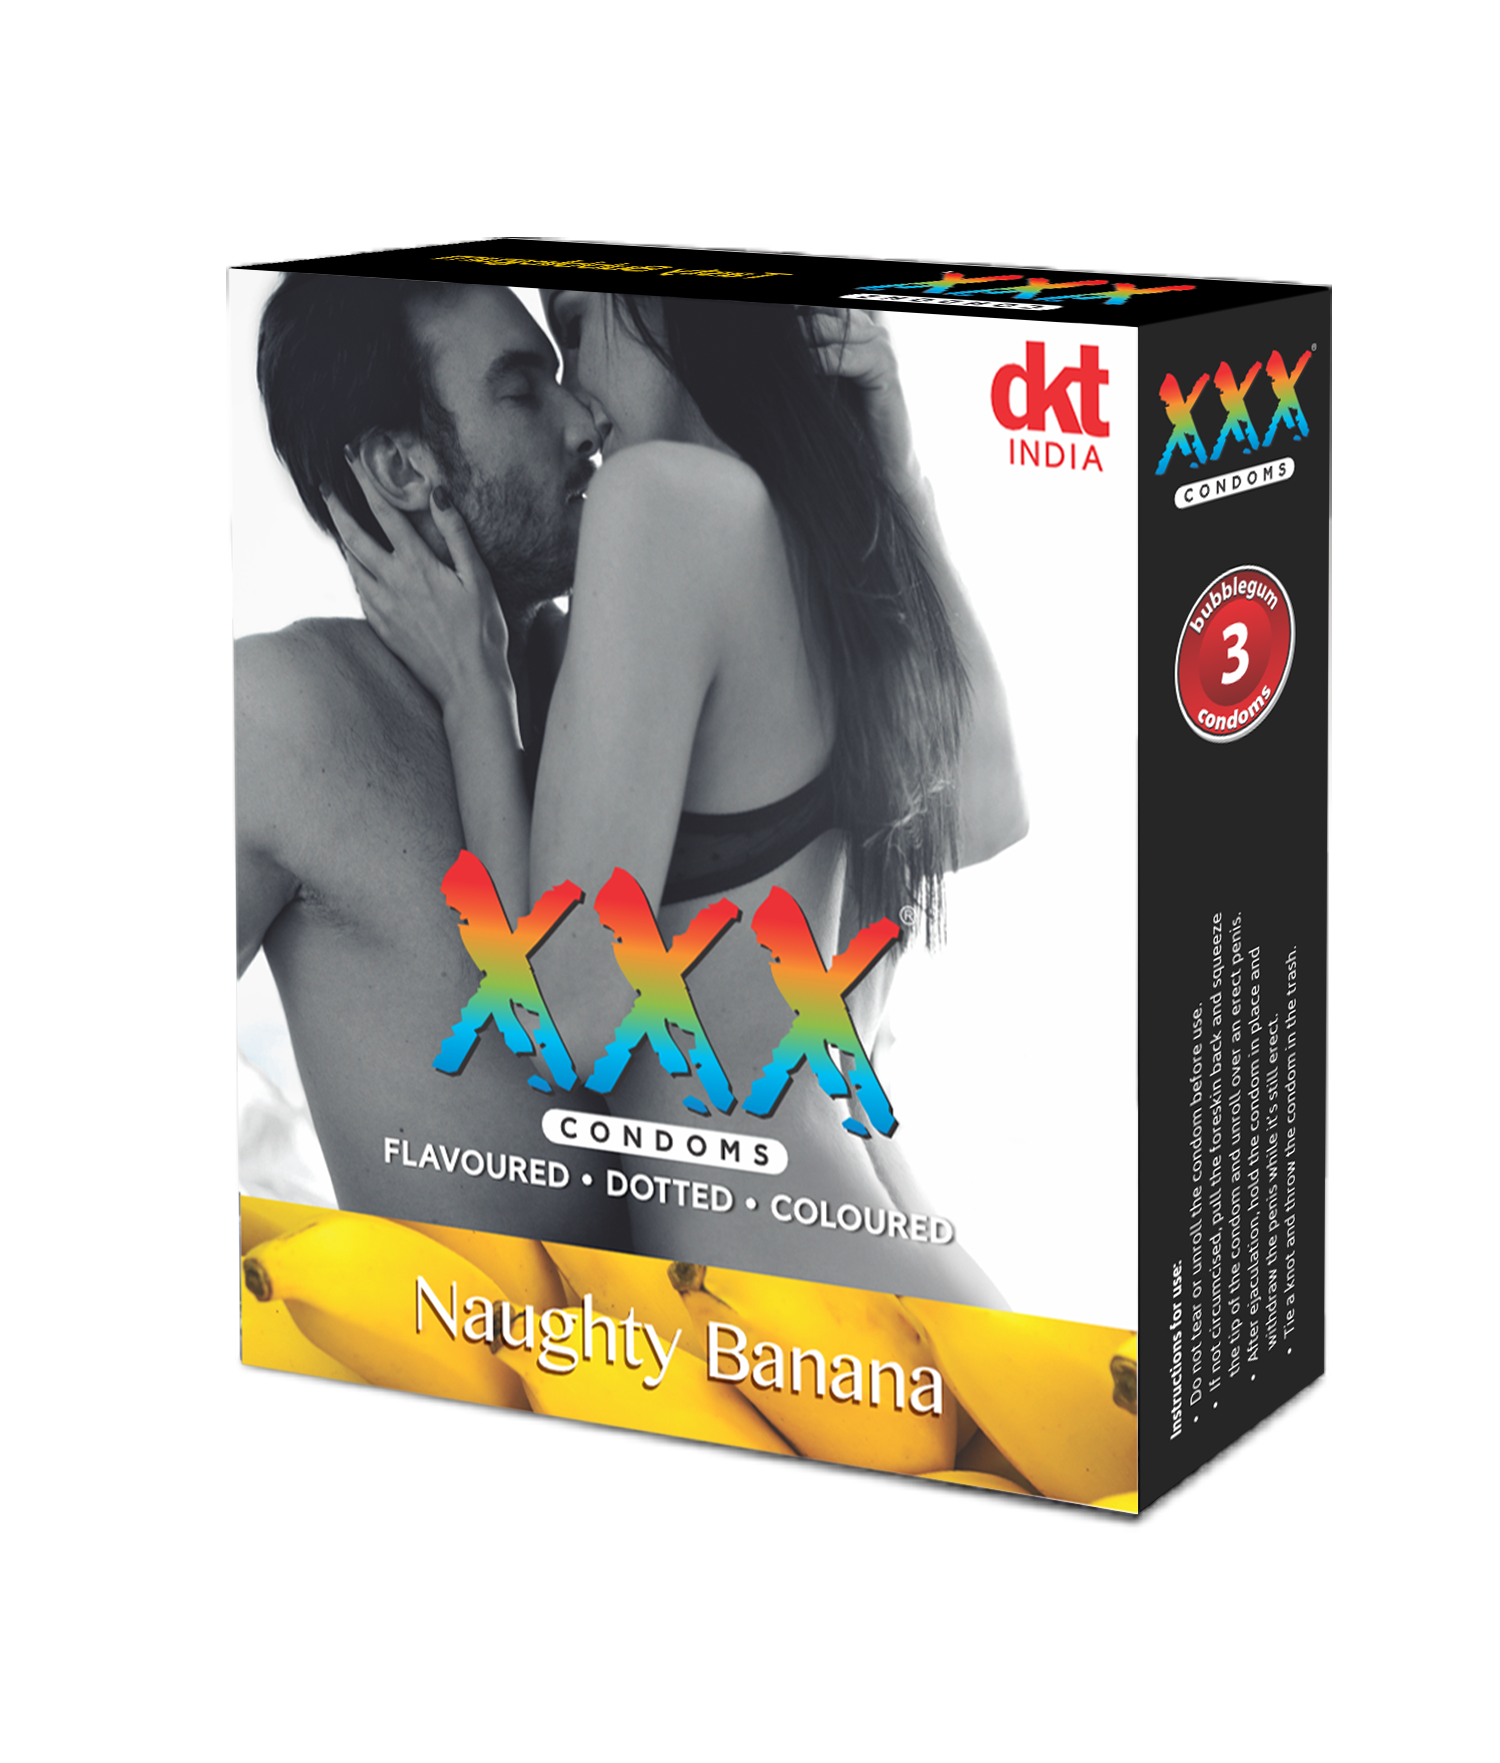 dkt
INDIA
XXX®
CONDOMS
FLAVOURED • DOTTED • COLOURED
Naughty Banana
XXX
CONDOMS
XXX®
CONDOMS
bubblegum
3
condoms
Instructions for use:
• Do not tear or unroll the condom before use.
• If not circumcised, pull the foreskin back and squeeze
the tip of the condom and unroll over an erect penis.
• After ejaculation, hold the condom in place and
withdraw the penis while it's still erect.
• Tie a knot and throw the condom in the trash.